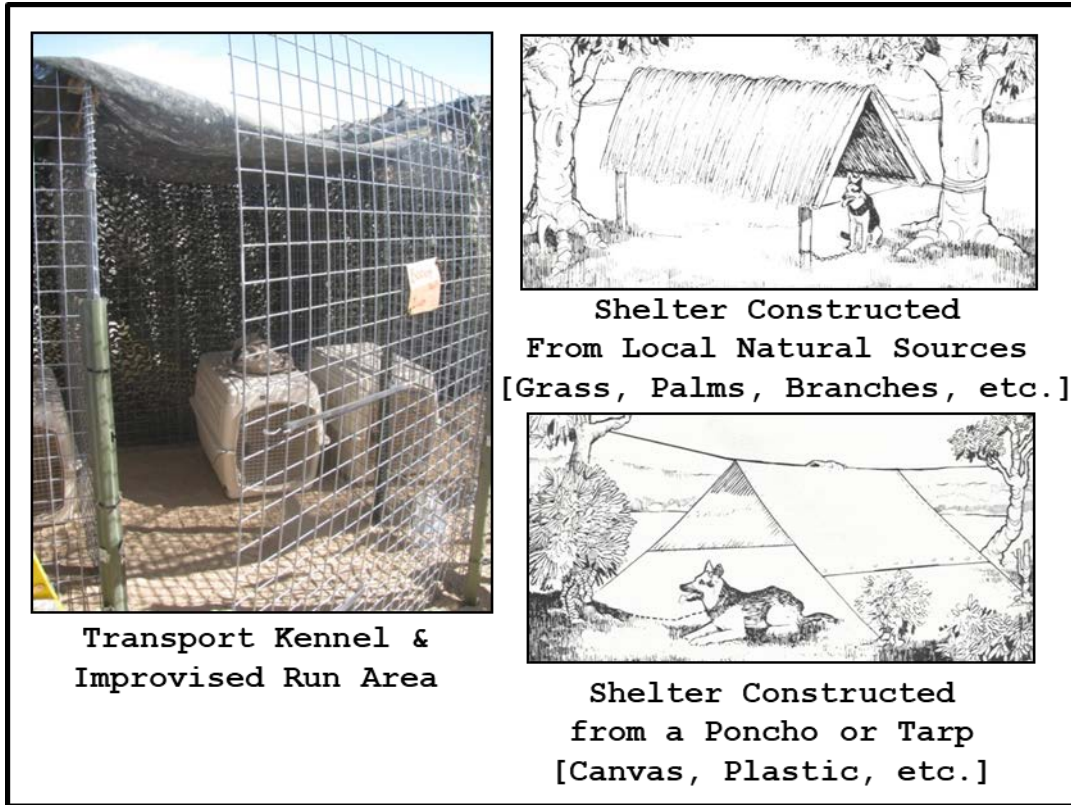 Transport Kennel &
Improvised Run Area
Shelter Constructed
From Local Natural Sources
[Grass, Palms, Branches, etc.]
Shelter Constructed
from a Poncho or Tarp
[Canvas, Plastic, etc.]